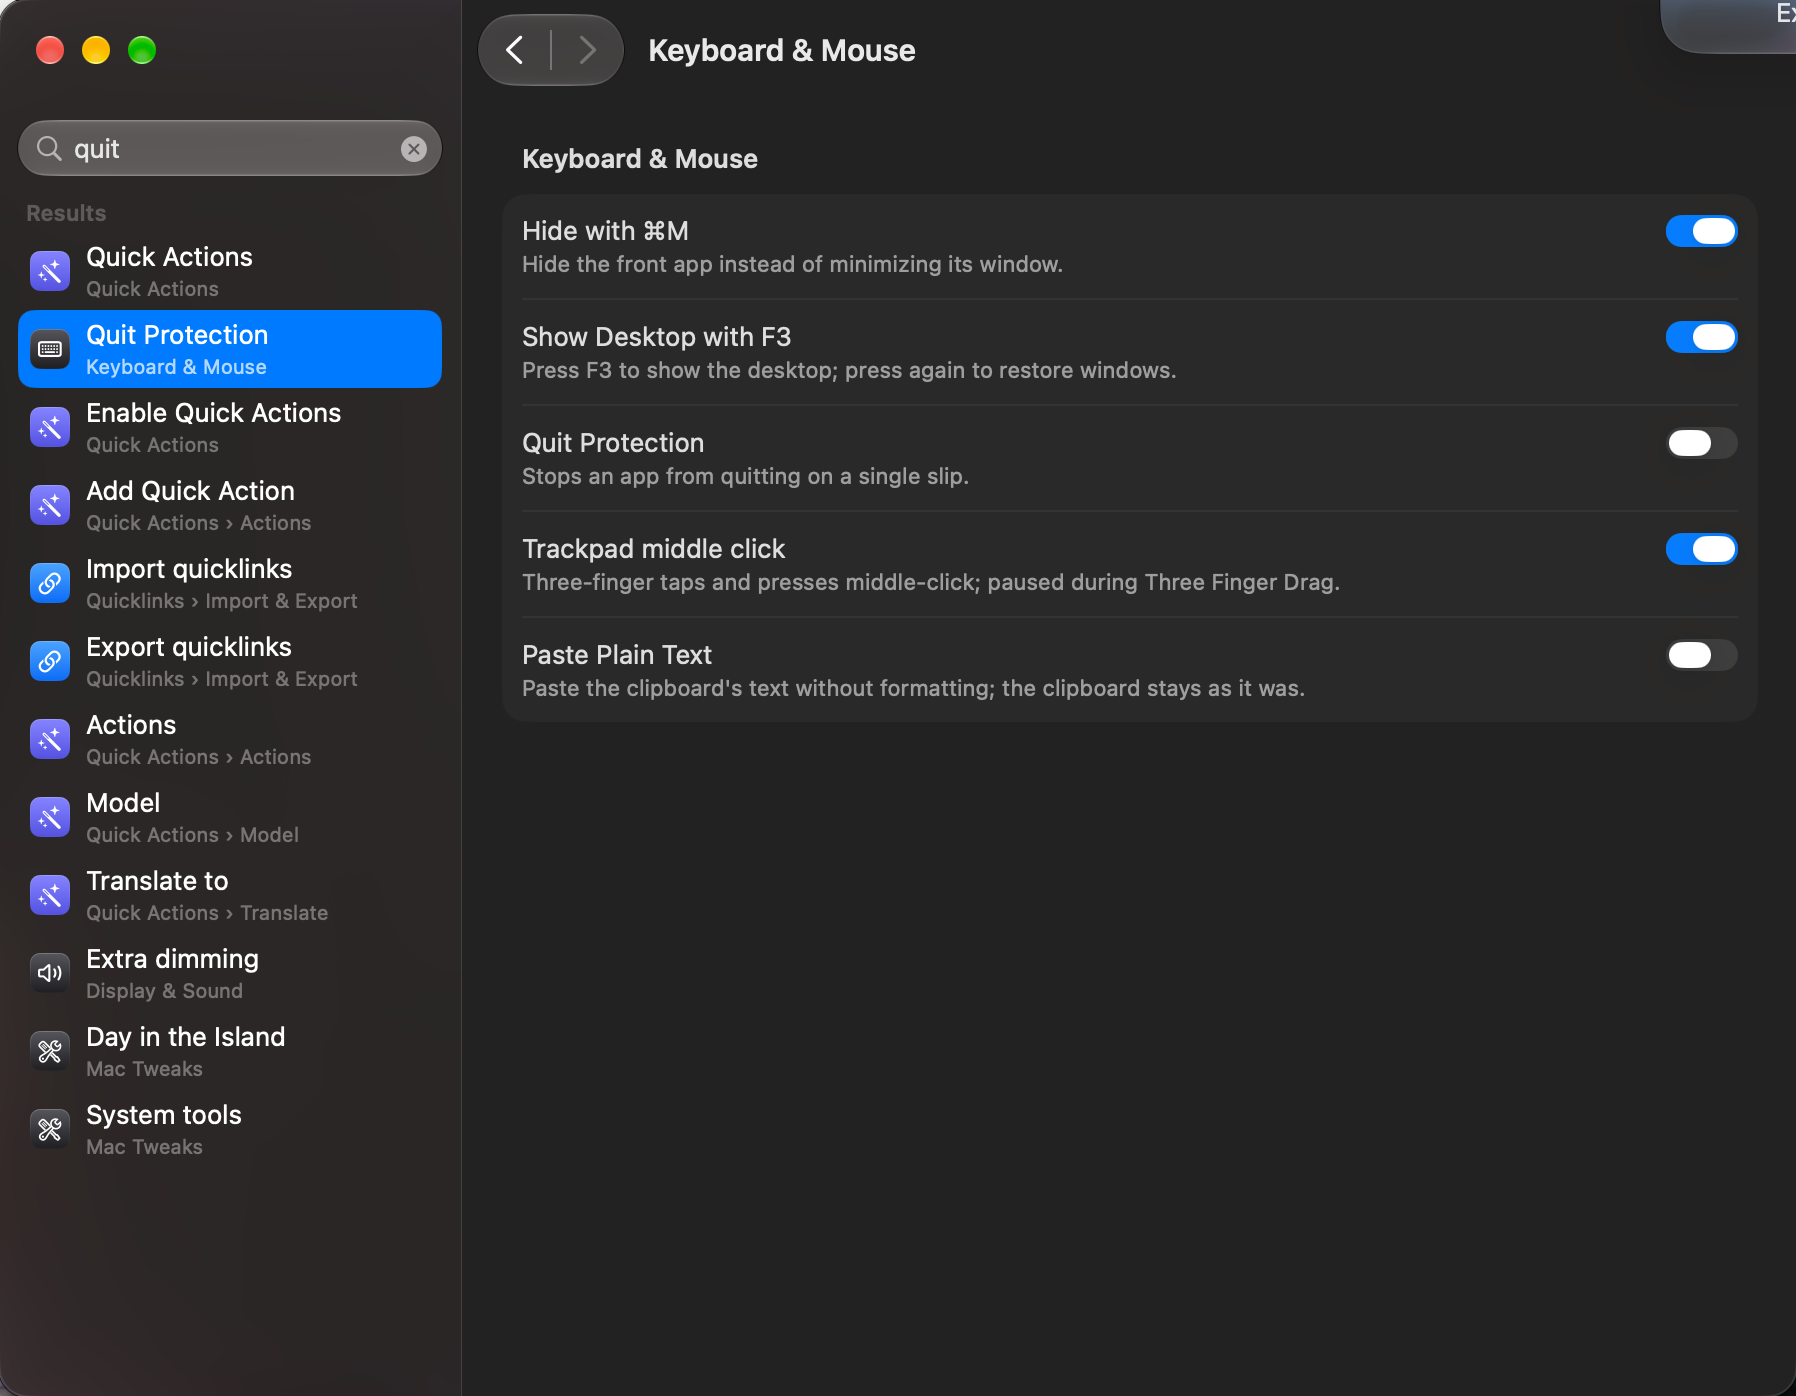 Keyboard & Mouse
quit
Results
Quick Actions
Quick Actions
Quit Protection
Keyboard & Mouse
Enable Quick Actions
Quick Actions
Add Quick Action
Quick Actions › Actions
Import quicklinks
Quicklinks › Import & Export
Export quicklinks
Quicklinks › Import & Export
Actions
Quick Actions › Actions
Model
Quick Actions › Model
Translate to
Quick Actions › Translate
Extra dimming
Display & Sound
Day in the Island
Mac Tweaks
System tools
Mac Tweaks
Keyboard & Mouse
Hide with ⌘M
Hide the front app instead of minimizing its window.
Show Desktop with F3
Press F3 to show the desktop; press again to restore windows.
Quit Protection
Stops an app from quitting on a single slip.
Trackpad middle click
Three-finger taps and presses middle-click; paused during Three Finger Drag.
Paste Plain Text
Paste the clipboard's text without formatting; the clipboard stays as it was.